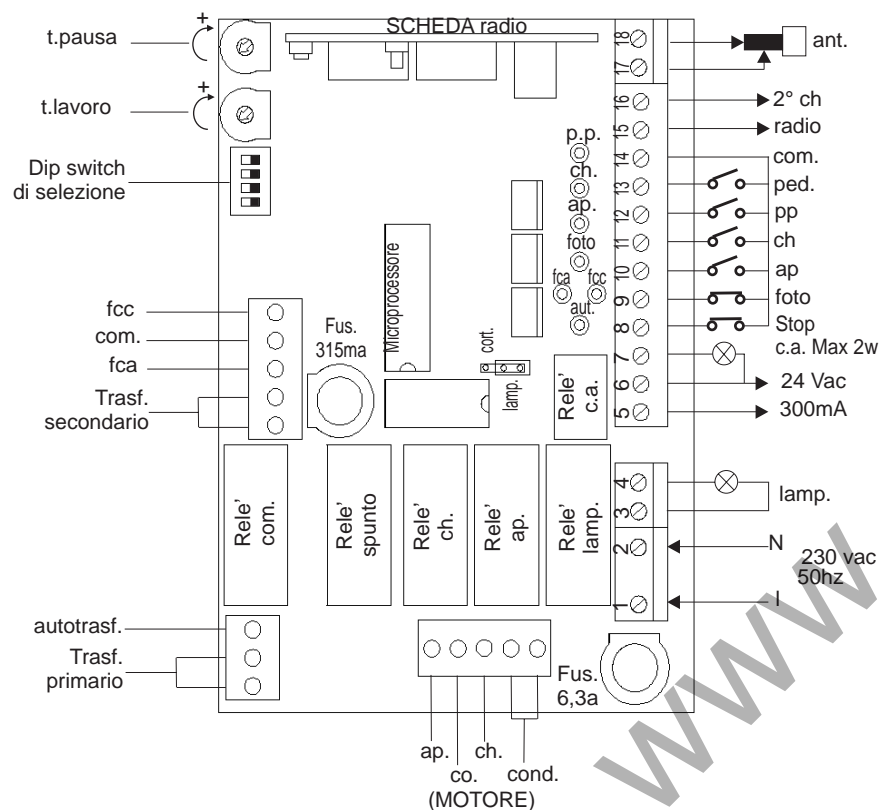 SCHEDA radio
t.pausa
+
t.lavoro
+
Dip switch
di selezione
fcc
com.
fca
Trasf.
secondario
Fus.
315ma
Microprocessore
cort.
lamp.
p.p.
ch.
ap.
foto
fca
fcc
aut.
18
17
16
15
14
13
12
11
10
9
8
7
6
5
4
3
2
1
ant.
2° ch
radio
com.
ped.
pp
ch
ap
foto
Stop
c.a. Max 2w
24 Vac
300mA
lamp.
N
230 vac
50hz
l
Rele' c.a.
Rele' com.
Rele' spunto
Rele' ch.
Rele' ap.
Rele' lamp.
autotrasf.
Trasf.
primario
Fus.
6,3a
ap.
co.
ch.
cond.
(MOTORE)
www